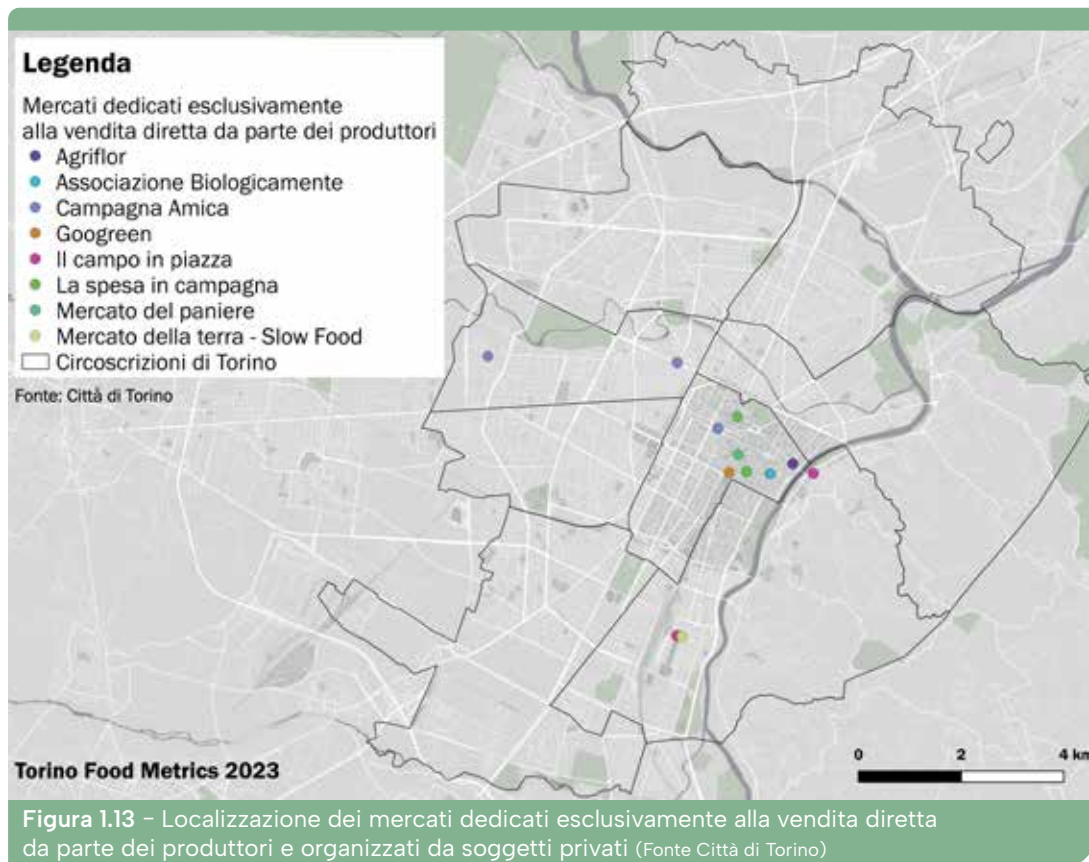 Legenda
Mercati dedicati esclusivamente
alla vendita diretta da parte dei produttori
Agriflor
Associazione Biologicamente
Campagna Amica
Googreen
Il campo in piazza
La spesa in campagna
Mercato del paniere
Mercato della terra - Slow Food
Circoscrizioni di Torino
Fonte: Città di Torino
0 2 4 km
Torino Food Metrics 2023
Figura 1.13 - Localizzazione dei mercati dedicati esclusivamente alla vendita diretta
da parte dei produttori e organizzati da soggetti privati (Fonte Città di Torino)